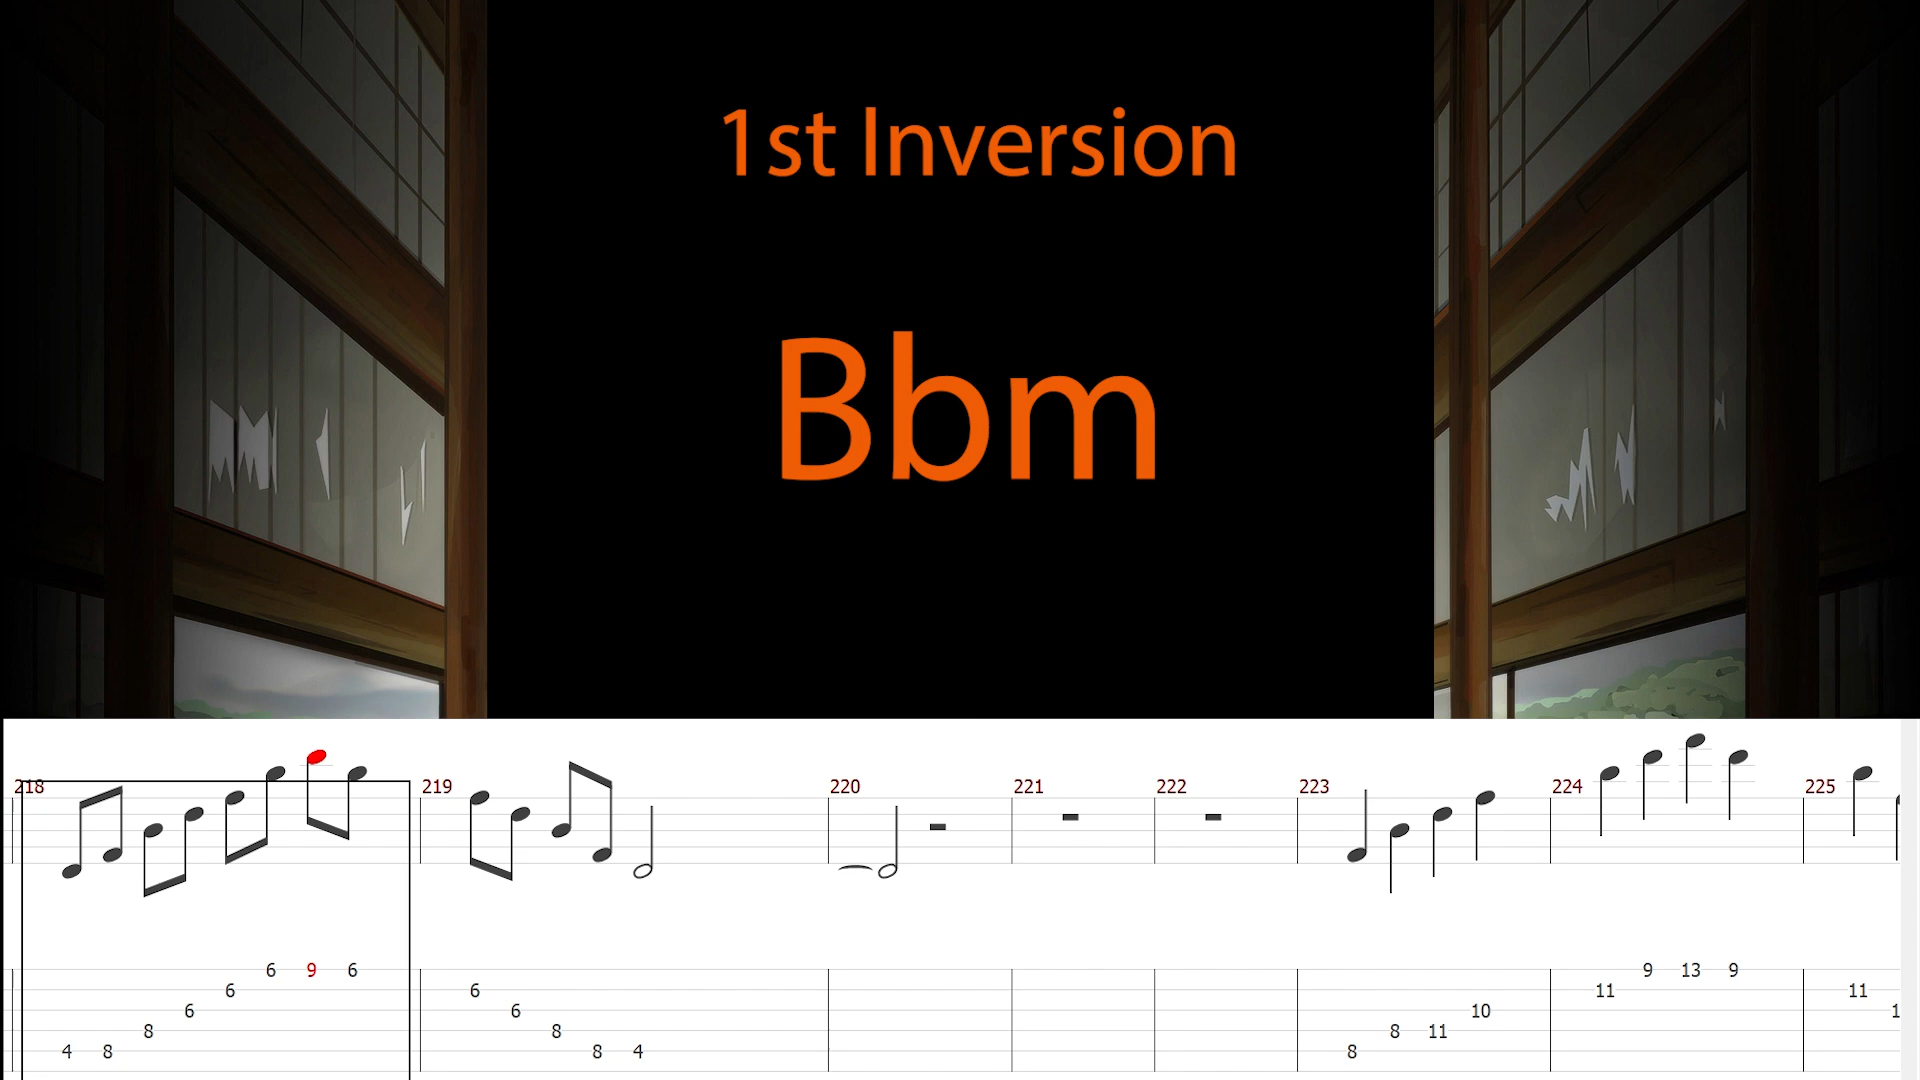 1st Inversion
Bbm
218 219 220 221 222 223 224 225
6 9 6 9 13 9
6 6 11 11
6 6 10 1
8 8 8 11
4 8 8 4 8